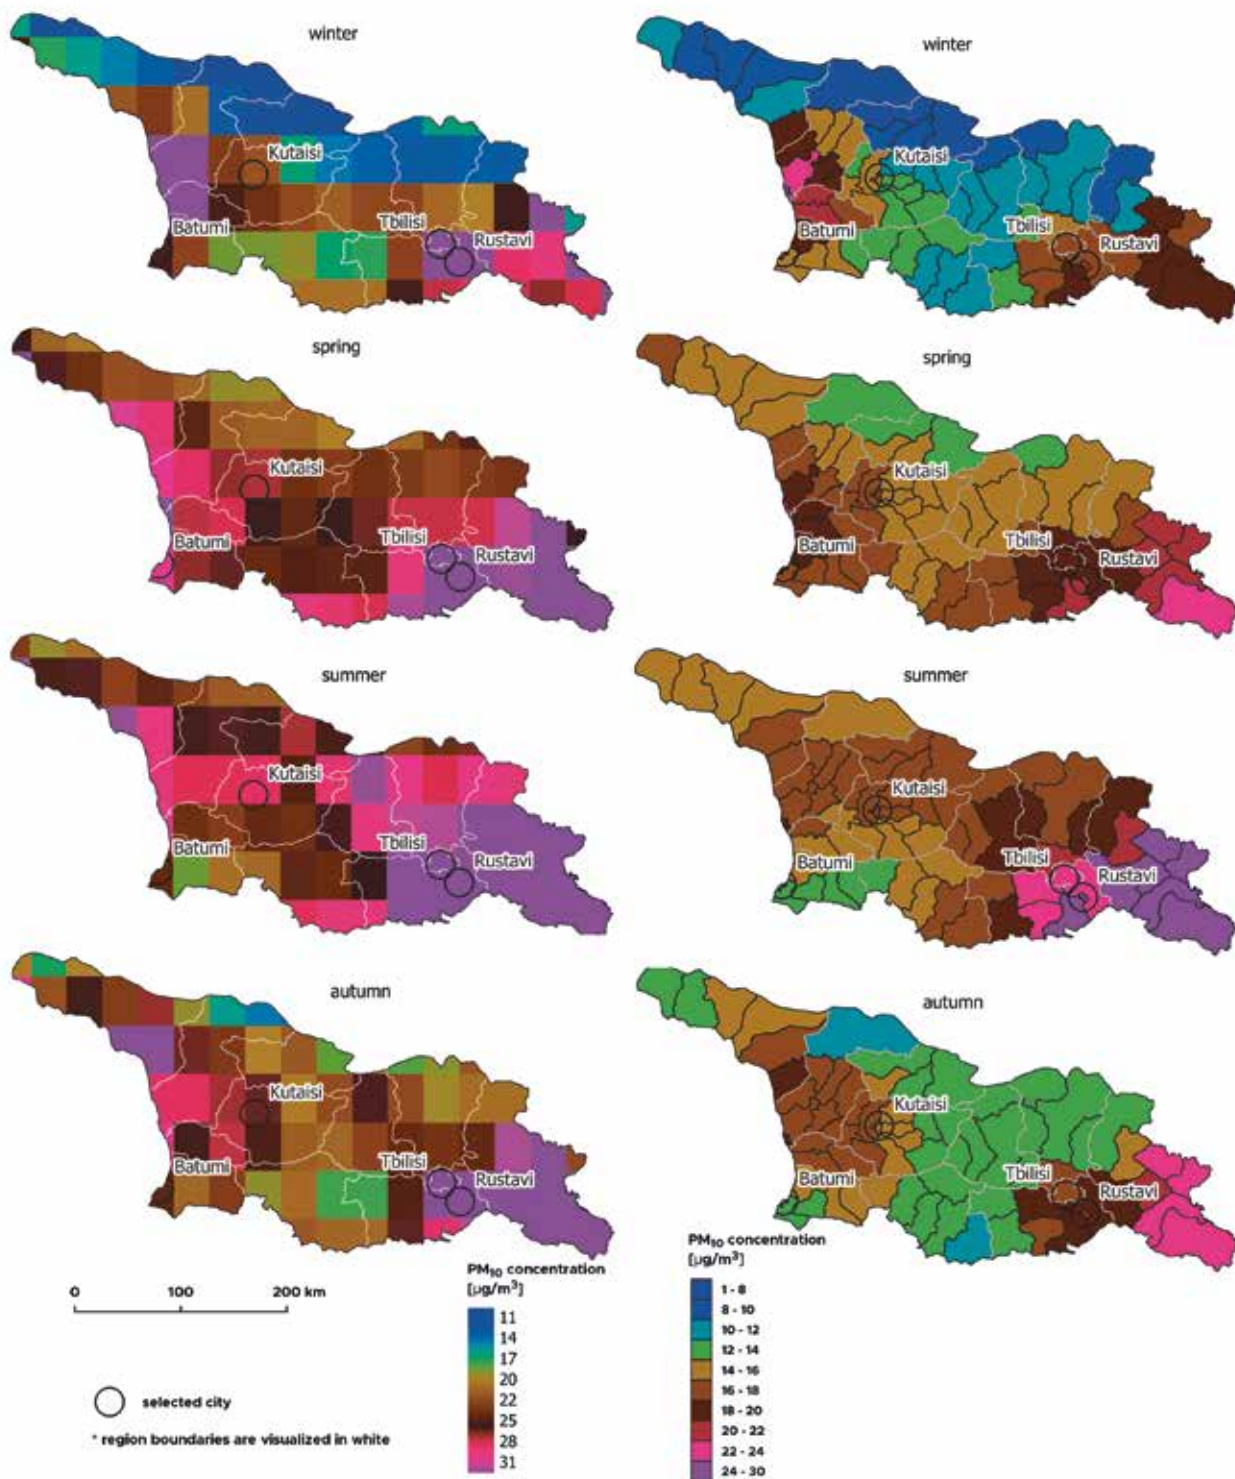 winter
winter
Kutaisi
Kutaisi
Batumi
Tbilisi
Rustavi
Batumi
Tbilisi
Rustavi
spring
spring
Kutaisi
Kutaisi
Batumi
Tbilisi
Rustavi
Batumi
Tbilisi
Rustavi
summer
summer
Kutaisi
Kutaisi
Batumi
Tbilisi
Rustavi
Batumi
Tbilisi
Rustavi
autumn
autumn
Kutaisi
Kutaisi
Batumi
Tbilisi
Rustavi
Batumi
Tbilisi
Rustavi
0 100 200 km
selected city
* region boundaries are visualized in white
PM₁₀ concentration
[µg/m³]
11
14
17
20
22
25
28
31
PM₁₀ concentration
[µg/m³]
1 - 8
8 - 10
10 - 12
12 - 14
14 - 16
16 - 18
18 - 20
20 - 22
22 - 24
24 - 30